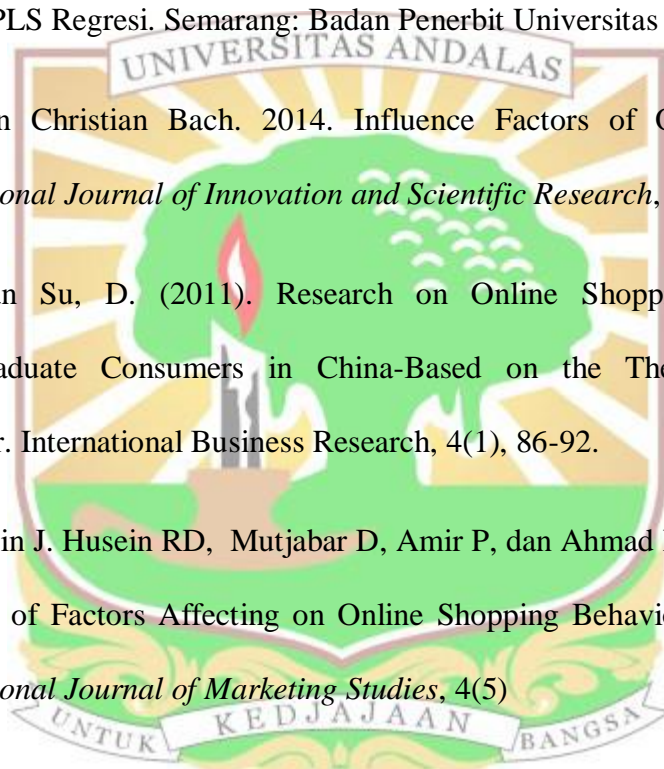 PLS Regresi. Semarang: Badan Penerbit Universitas
UNIVERSITAS ANDALAS
n Christian Bach. 2014. Influence Factors of
onal Journal of Innovation and Scientific Research,
n Su, D. (2011). Research on Online Shopp
aduate Consumers in China-Based on the The
r. International Business Research, 4(1), 86-92.
in J. Husein RD, Mutjabar D, Amir P, dan Ahmad
of Factors Affecting on Online Shopping Behavi
onal Journal of Marketing Studies, 4(5)
UNTUK KEDJAJAAN BANGSA